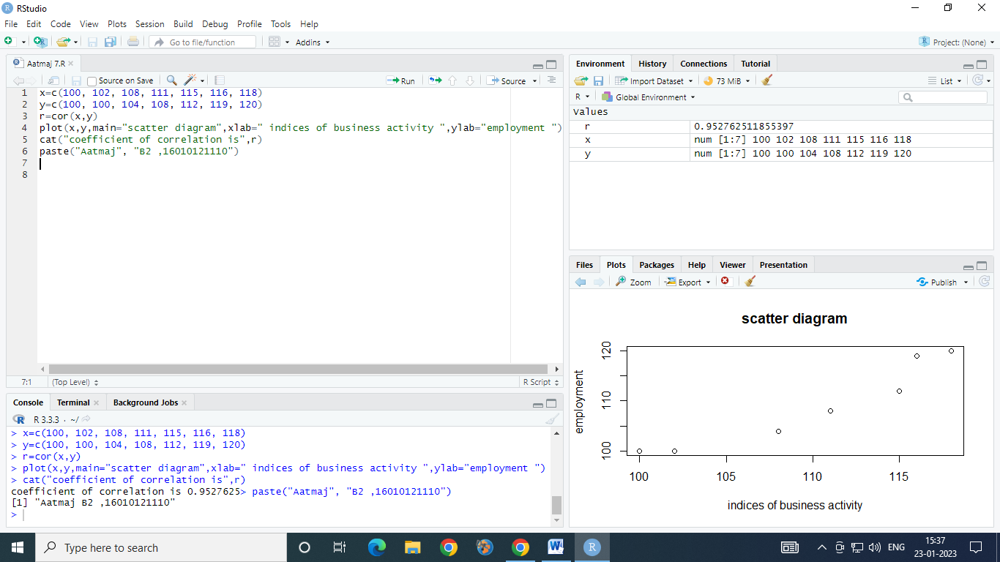 RStudio
File Edit Code View Plots Session Build Debug Profile Tools Help
Go to file/function Addins Project: (None)
Aatmaj 7.R
Source on Save Run Source
1 x=c(100, 102, 108, 111, 115, 116, 118)
2 y=c(100, 100, 104, 108, 112, 119, 120)
3 r=cor(x,y)
4 plot(x,y,main="scatter diagram",xlab=" indices of business activity ",ylab="employment ")
5 cat("coefficient of correlation is",r)
6 paste("Aatmaj", "B2 ,16010121110")
7
8
7:1 (Top Level) R Script
Console Terminal Background Jobs
R 3.3.3 · ~/
> x=c(100, 102, 108, 111, 115, 116, 118)
> y=c(100, 100, 104, 108, 112, 119, 120)
> r=cor(x,y)
> plot(x,y,main="scatter diagram",xlab=" indices of business activity ",ylab="employment ")
> cat("coefficient of correlation is",r)
coefficient of correlation is 0.9527625> paste("Aatmaj", "B2 ,16010121110")
[1] "Aatmaj B2 ,16010121110"
>
Environment History Connections Tutorial
Import Dataset 73 MiB List
R Global Environment
Values
r 0.952762511855397
x num [1:7] 100 102 108 111 115 116 118
y num [1:7] 100 100 104 108 112 119 120
Files Plots Packages Help Viewer Presentation
Zoom Export Publish
scatter diagram
employment
120
110
100
100 105 110 115
indices of business activity
Type here to search
ENG
15:37
23-01-2023